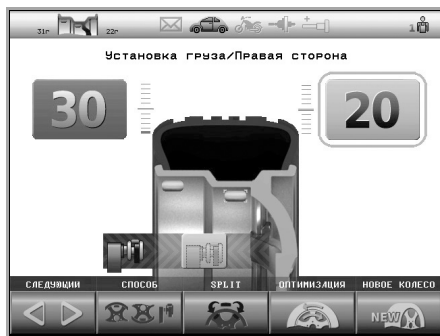 31г 22г 1
Установка груза/Правая сторона
30 20
СЛЕДУЮЩИЙ СПОСОБ SPLIT ОПТИМИЗАЦИЯ НОВОЕ КОЛЕСО
NEW